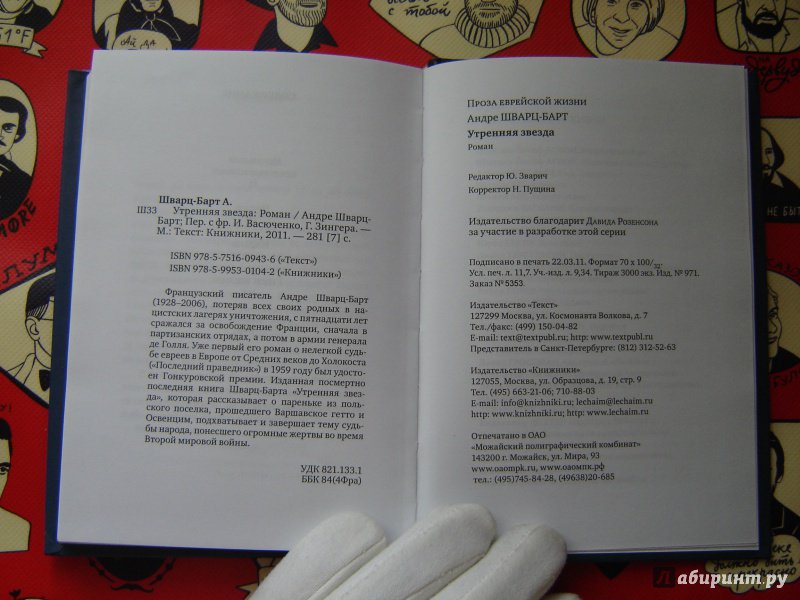 Шварц-Барт А.
Ш33 Утренняя звезда: Роман / Андре Шварц-
Барт; Пер. с фр. И. Васюченко, Г. Зингера. —
М.: Текст: Книжники, 2011. — 281 [7] с.
ISBN 978-5-7516-0943-6 («Текст»)
ISBN 978-5-9953-0104-2 («Книжники»)
Французский писатель Андре Шварц-Барт
(1928–2006), потеряв всех своих родных в на-
цистских лагерях уничтожения, с пятнадцати лет
сражался за освобождение Франции, сначала в
партизанских отрядах, а потом в армии генерала
де Голля. Уже первый его роман о нелегкой судь-
бе евреев в Европе от Средних веков до Холокоста
(«Последний праведник») в 1959 году был удосто-
ен Гонкуровской премии. Изданная посмертно
последняя книга Шварц-Барта «Утренняя звез-
да», которая рассказывает о пареньке из поль-
ского поселка, прошедшего Варшавское гетто и
Освенцим, подхватывает и завершает тему судь-
бы народа, понесшего огромные жертвы во время
Второй мировой войны.
УДК 821.133.1
ББК 84(4Фра)
Проза еврейской жизни
Андре ШВАРЦ-БАРТ
Утренняя звезда
Роман
Редактор Ю. Зварич
Корректор Н. Пущина
Издательство благодарит Давида Розенсона
за участие в разработке этой серии
Подписано в печать 22.03.11. Формат 70 x 100/32.
Усл. печ. л. 11,7. Уч.-изд. л. 9,34. Тираж 3000 экз. Изд. № 971.
Заказ № 5353.
Издательство «Текст»
127299 Москва, ул. Космонавта Волкова, д. 7
Тел./факс: (499) 150-04-82
E-mail: text@textpubl.ru; http://www.textpubl.ru
Представитель в Санкт-Петербурге: (812) 312-52-63
Издательство «Книжники»
127055, Москва, ул. Образцова, д. 19, стр. 9
Тел. (495) 663-21-06; 710-88-03
E-mail: info@knizhniki.ru; lechaim@lechaim.ru
http: www.knizhniki.ru; www.lechaim.ru
Отпечатано в ОАО
«Можайский полиграфический комбинат»
143200 г. Можайск, ул. Мира, 93
www.oaompk.ru, www.оаомпк.рф
тел.: (495)745-84-28, (49638)20-685
с тобой
1°F
Ай да
не быть
должно быть
прекрасно
лабиринт.ру